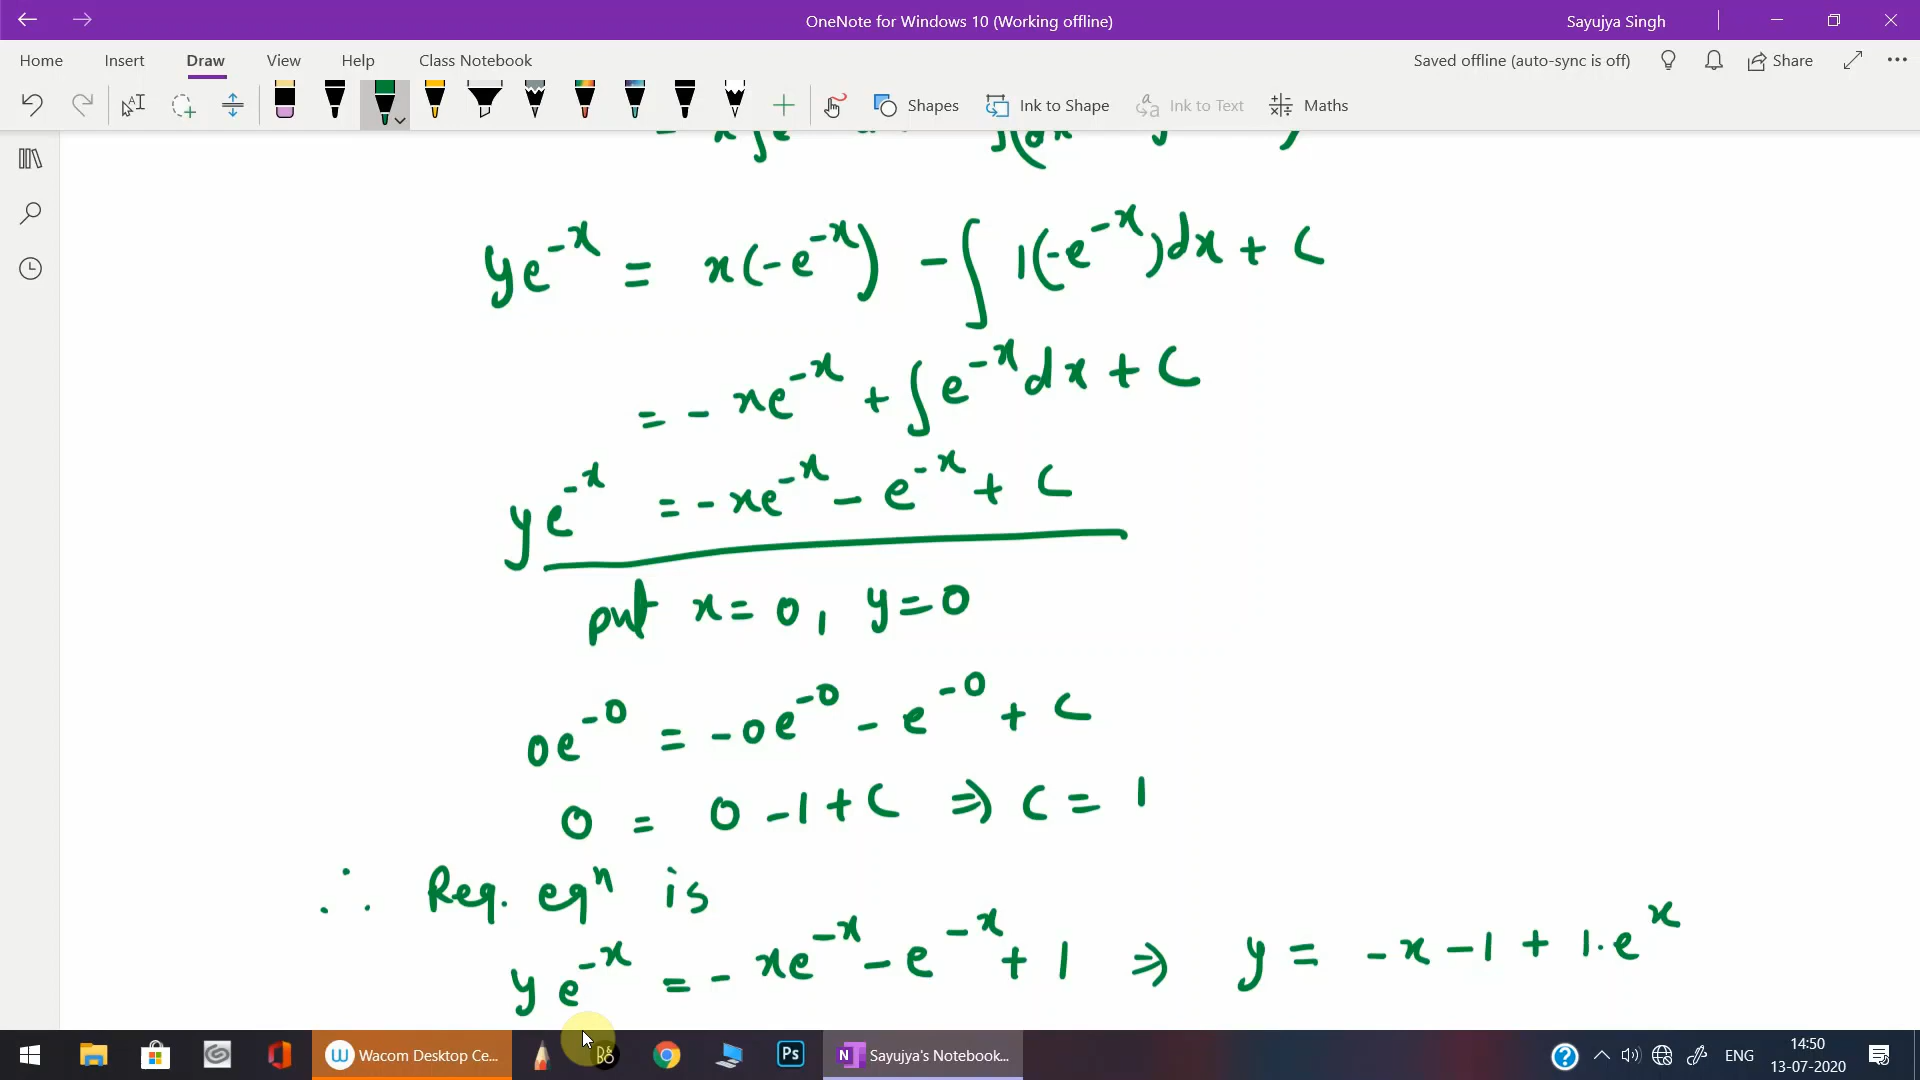 OneNote for Windows 10 (Working offline)
Sayujya Singh
Home Insert Draw View Help Class Notebook
Saved offline (auto-sync is off)
Share
Shapes Ink to Shape Ink to Text Maths
ye^{-x} = x(-e^{-x}) - ∫ 1(-e^{-x})dx + C
= - xe^{-x} + ∫e^{-x}dx + C
ye^{-x} = -xe^{-x} - e^{-x} + C
put x = 0, y = 0
0e^{-0} = -0e^{-0} - e^{-0} + C
0 = 0 - 1 + C ⇒ C = 1
∴ Req. eqⁿ is
ye^{-x} = - xe^{-x} - e^{-x} + 1 ⇒ y = -x - 1 + 1.e^{x}
Wacom Desktop Ce...
Ps
Sayujya's Notebook...
ENG
14:50
13-07-2020